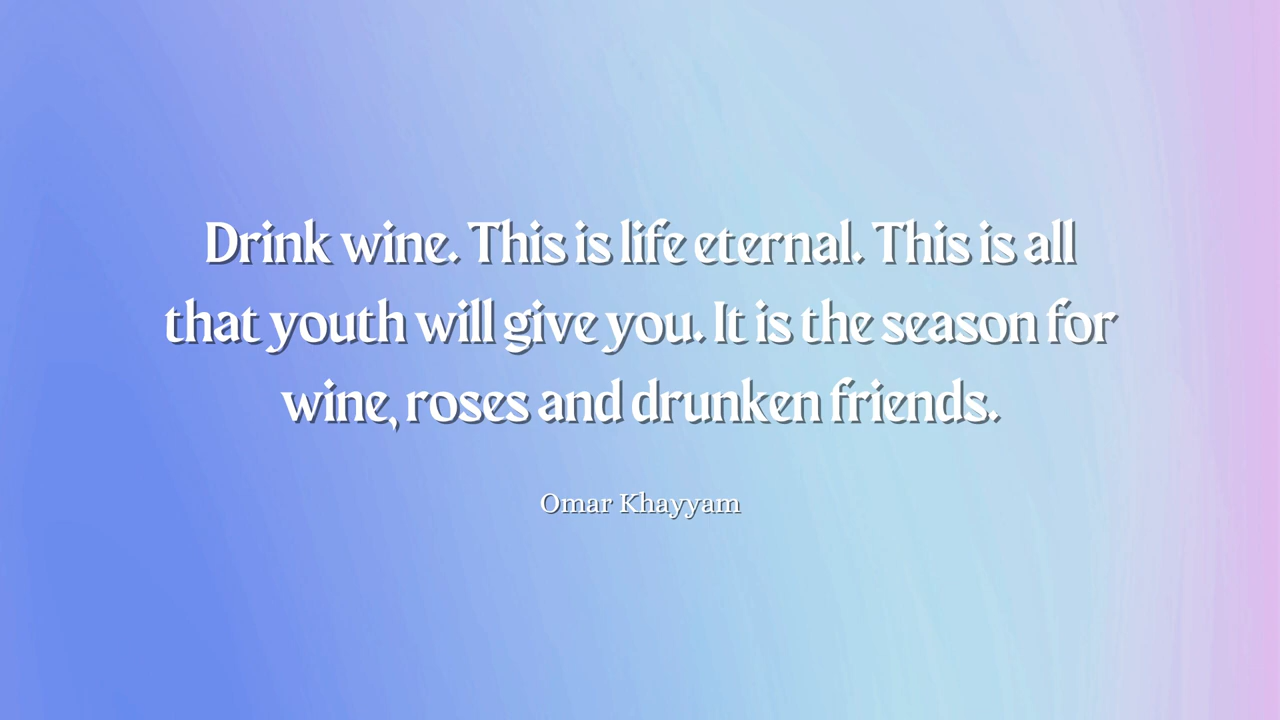 Drink wine. This is life eternal. This is all
that youth will give you. It is the season for
wine, roses and drunken friends.
Omar Khayyam